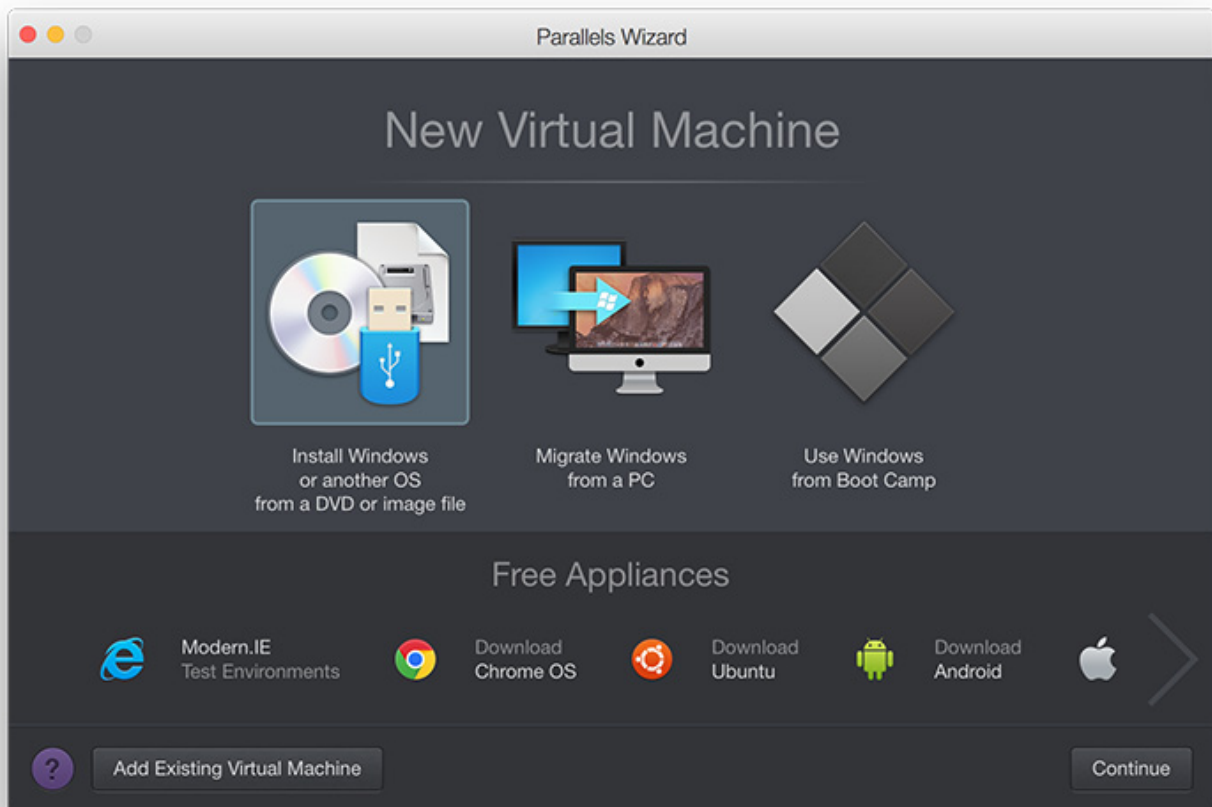 Parallels Wizard
New Virtual Machine
Install Windows
or another OS
from a DVD or image file
Migrate Windows
from a PC
Use Windows
from Boot Camp
Free Appliances
Modern.IE
Test Environments
Download
Chrome OS
Download
Ubuntu
Download
Android
?
Add Existing Virtual Machine
Continue